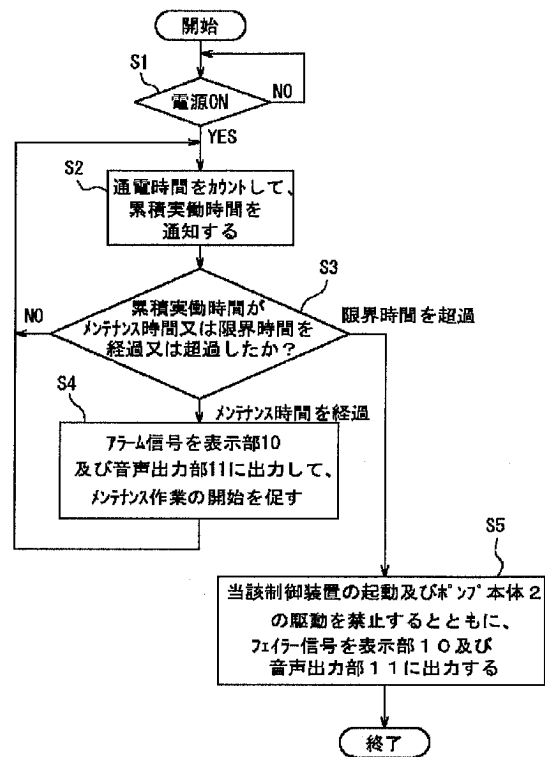 開始
S1
電源ON
NO
YES
S2
通電時間をｶｳﾝﾄして、
累積実働時間を
通知する
S3
累積実働時間が
ﾒﾝﾃﾅﾝｽ時間又は限界時間を
経過又は超過したか？
NO
限界時間を超過
S4
ﾒﾝﾃﾅﾝｽ時間を経過
ｱﾗｰﾑ信号を表示部10
及び音声出力部11に出力して、
ﾒﾝﾃﾅﾝｽ作業の開始を促す
S5
当該制御装置の起動及びﾎﾟﾝﾌﾟ本体２
の駆動を禁止するとともに、
ﾌｪｲﾗｰ信号を表示部１０及び
音声出力部１１に出力する
終了